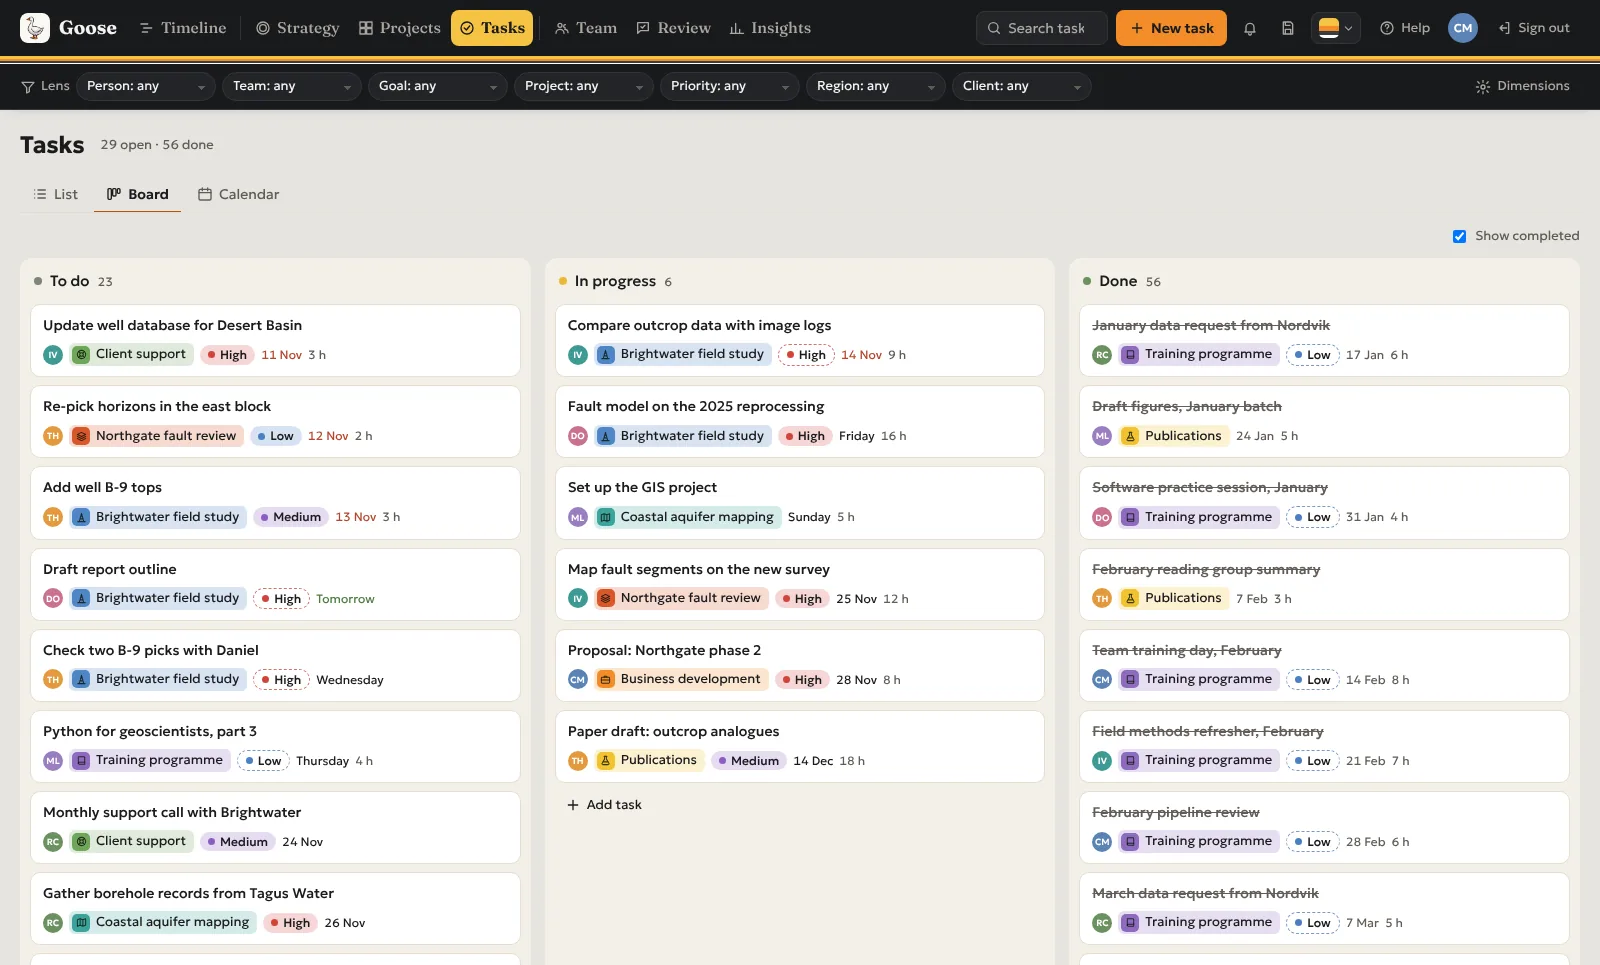 Goose Timeline Strategy Projects Tasks Team Review Insights Search task New task Help CM Sign out
Lens Person: any Team: any Goal: any Project: any Priority: any Region: any Client: any Dimensions
Tasks 29 open · 56 done
List Board Calendar
Show completed
To do 23
Update well database for Desert Basin
IV Client support High 11 Nov 3 h
Re-pick horizons in the east block
TH Northgate fault review Low 12 Nov 2 h
Add well B-9 tops
TH Brightwater field study Medium 13 Nov 3 h
Draft report outline
DO Brightwater field study High Tomorrow
Check two B-9 picks with Daniel
TH Brightwater field study High Wednesday
Python for geoscientists, part 3
ML Training programme Low Thursday 4 h
Monthly support call with Brightwater
RC Client support Medium 24 Nov
Gather borehole records from Tagus Water
RC Coastal aquifer mapping High 26 Nov
In progress 6
Compare outcrop data with image logs
IV Brightwater field study High 14 Nov 9 h
Fault model on the 2025 reprocessing
DO Brightwater field study High Friday 16 h
Set up the GIS project
ML Coastal aquifer mapping Sunday 5 h
Map fault segments on the new survey
IV Northgate fault review High 25 Nov 12 h
Proposal: Northgate phase 2
CM Business development High 28 Nov 8 h
Paper draft: outcrop analogues
TH Publications Medium 14 Dec 18 h
Add task
Done 56
January data request from Nordvik
RC Training programme Low 17 Jan 6 h
Draft figures, January batch
ML Publications 24 Jan 5 h
Software practice session, January
DO Training programme Low 31 Jan 4 h
February reading group summary
TH Publications 7 Feb 3 h
Team training day, February
CM Training programme Low 14 Feb 8 h
Field methods refresher, February
IV Training programme Low 21 Feb 7 h
February pipeline review
CM Training programme Low 28 Feb 6 h
March data request from Nordvik
RC Training programme Low 7 Mar 5 h